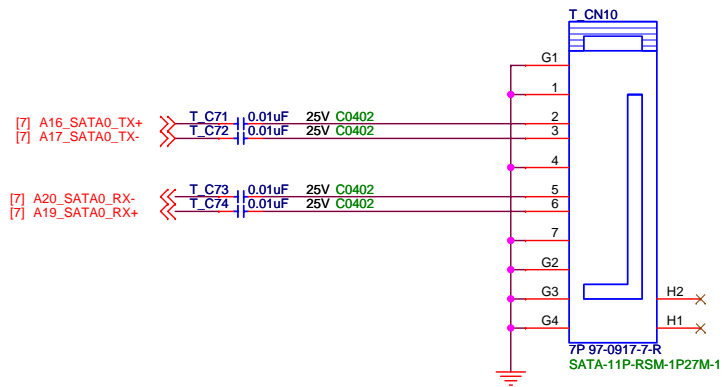 T_CN10
G1
1
[7] A16_SATA0_TX+ T_C71 0.01uF 25V C0402 2
[7] A17_SATA0_TX- T_C72 0.01uF 25V C0402 3
4
[7] A20_SATA0_RX- T_C73 0.01uF 25V C0402 5
[7] A19_SATA0_RX+ T_C74 0.01uF 25V C0402 6
7
G2
G3 H2
G4 H1
7P 97-0917-7-R
SATA-11P-RSM-1P27M-1